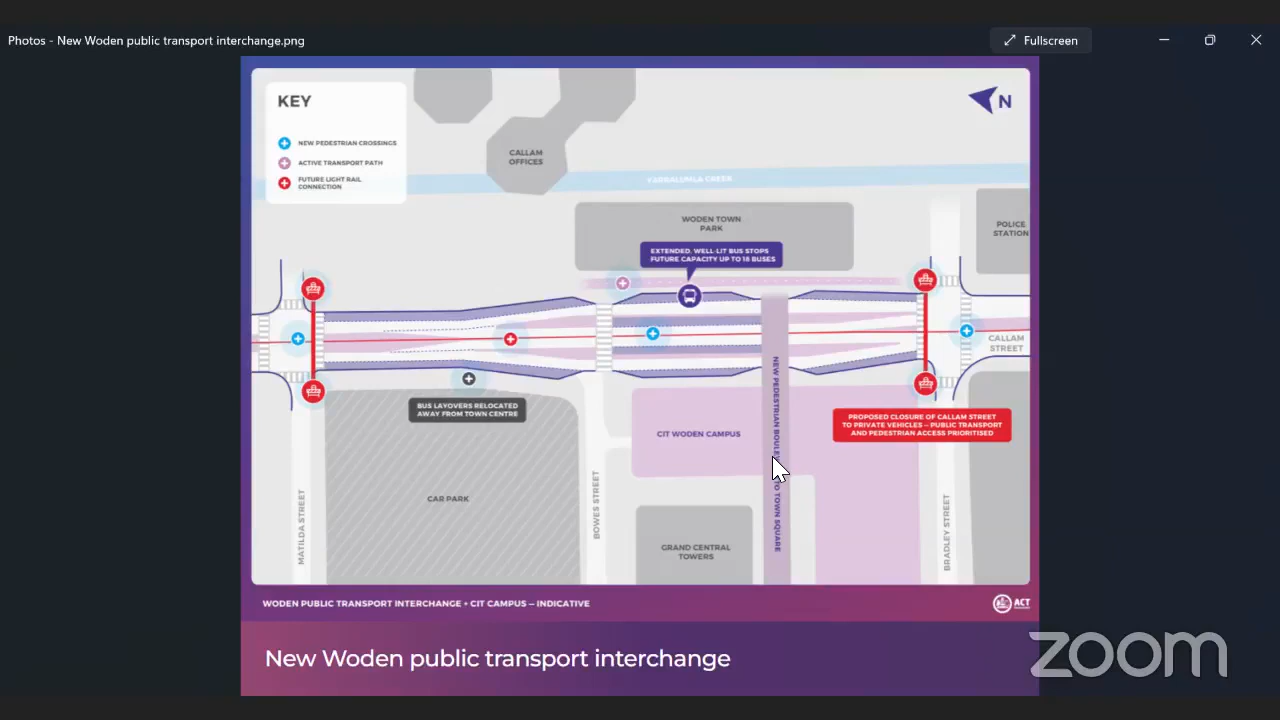 Photos - New Woden public transport interchange.png
Fullscreen
KEY
NEW PEDESTRIAN CROSSINGS
ACTIVE TRANSPORT PATH
FUTURE LIGHT RAIL
CONNECTION
N
CALLAM
OFFICES
YARRALUMLA CREEK
WODEN TOWN
PARK
POLICE
STATION
EXTENDED, WELL-LIT BUS STOPS
FUTURE CAPACITY UP TO 18 BUSES
CALLAM
STREET
BUS LAYOVERS RELOCATED
AWAY FROM TOWN CENTRE
PROPOSED CLOSURE OF CALLAM STREET
TO PRIVATE VEHICLES – PUBLIC TRANSPORT
AND PEDESTRIAN ACCESS PRIORITISED
CIT WODEN CAMPUS
NEW PEDESTRIAN TO TOWN SQUARE
CAR PARK
MATILDA STREET
BOWES STREET
GRAND CENTRAL
TOWERS
BRADLEY STREET
WODEN PUBLIC TRANSPORT INTERCHANGE + CIT CAMPUS – INDICATIVE
ACT
New Woden public transport interchange
zoom